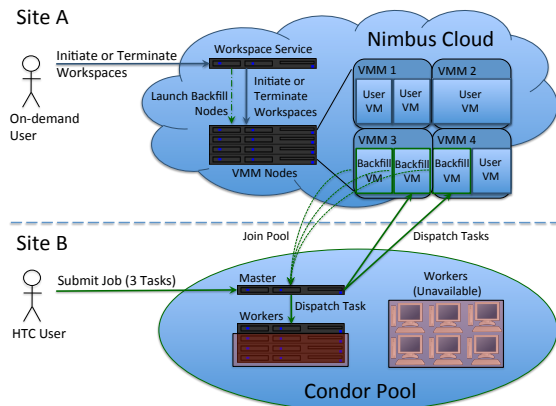 Site A
Nimbus Cloud
Workspace Service
Initiate or Terminate
Workspaces
On-demand
User
Launch Backfill
Nodes
Initiate or
Terminate
Workspaces
VMM Nodes
VMM 1
User
VM
User
VM
VMM 2
User
VM
VMM 3
Backfill
VM
Backfill
VM
VMM 4
Backfill
VM
User
VM
Join Pool
Dispatch Tasks
Site B
Submit Job (3 Tasks)
HTC User
Master
Dispatch Task
Workers
Workers
(Unavailable)
Condor Pool